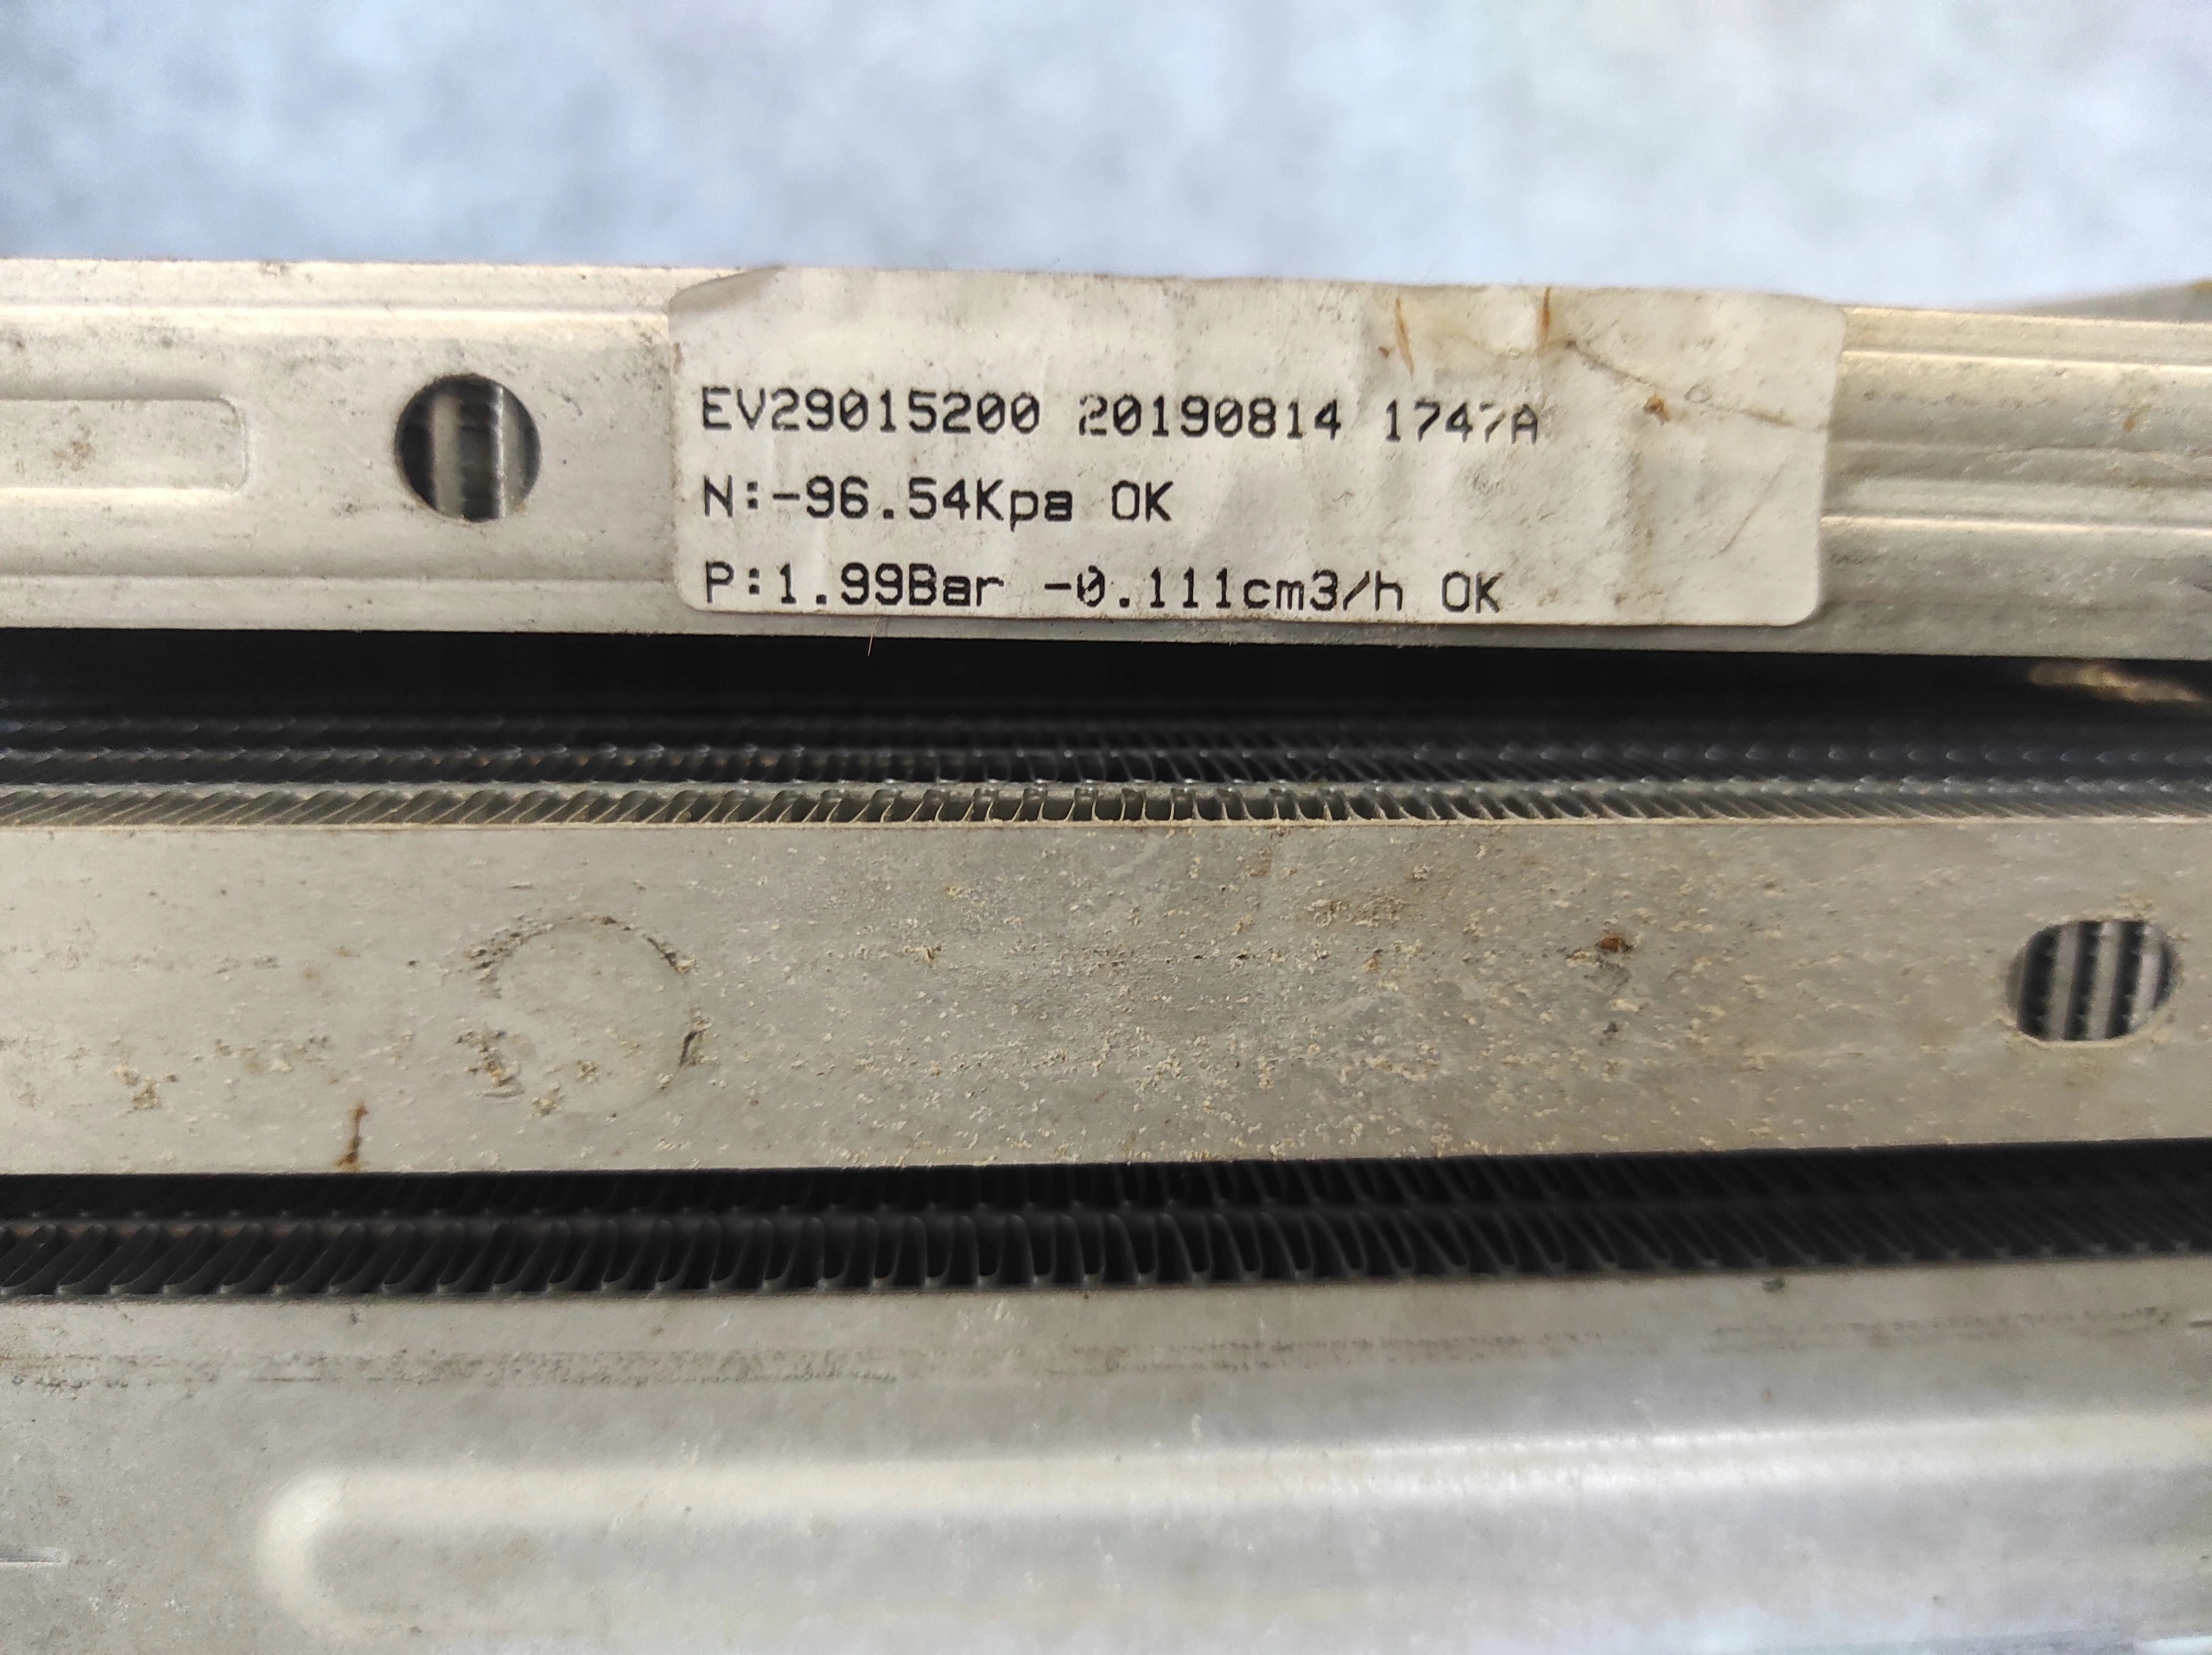 EV29015200 20190814 1747A
N:-96.54Kpa OK
P:1.99Bar -0.111cm3/h OK